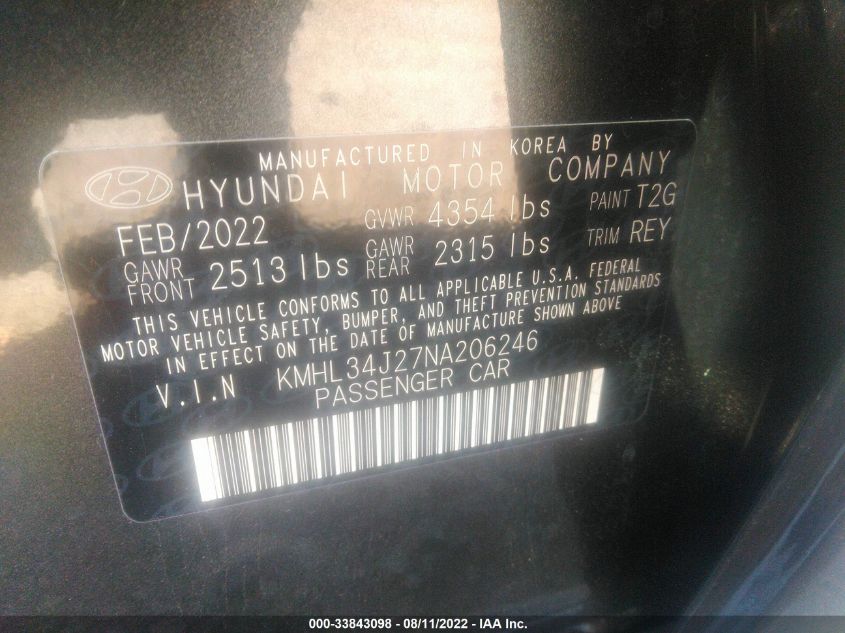 MANUFACTURED IN KOREA BY
HYUNDAI MOTOR COMPANY
FEB/2022 GVWR 4354 lbs PAINT T2G
GAWR FRONT 2513 lbs GAWR REAR 2315 lbs TRIM REY
THIS VEHICLE CONFORMS TO ALL APPLICABLE U.S.A. FEDERAL
MOTOR VEHICLE SAFETY, BUMPER, AND THEFT PREVENTION STANDARDS
IN EFFECT ON THE DATE OF MANUFACTURE SHOWN ABOVE
V.I.N KMHL34J27NA206246
PASSENGER CAR
000-33843098 - 08/11/2022 - IAA Inc.